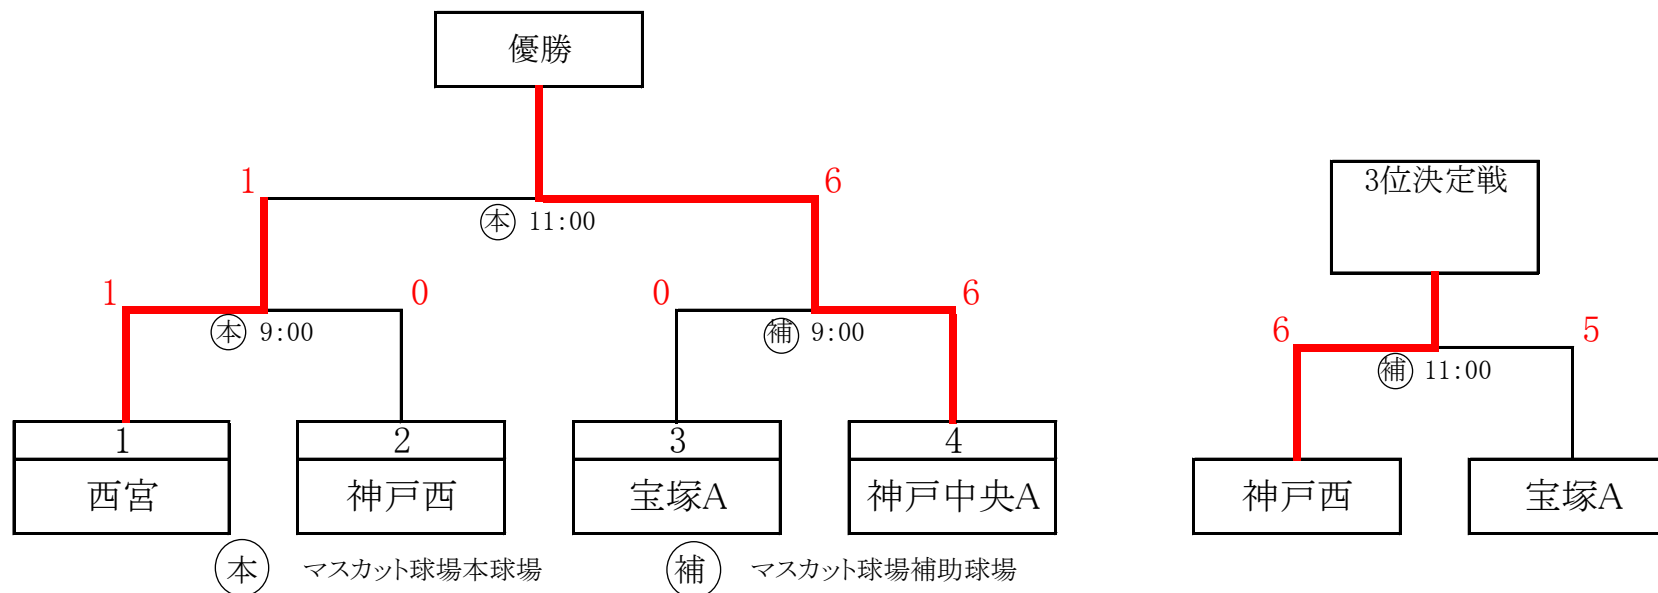 優勝
1 6
本 11:00
3位決定戦
1 0 0 6
本 9:00 補 9:00
6 5
補 11:00
1 2 3 4
西宮 神戸西 宝塚A 神戸中央A 神戸西 宝塚A
本 マスカット球場本球場 補 マスカット球場補助球場